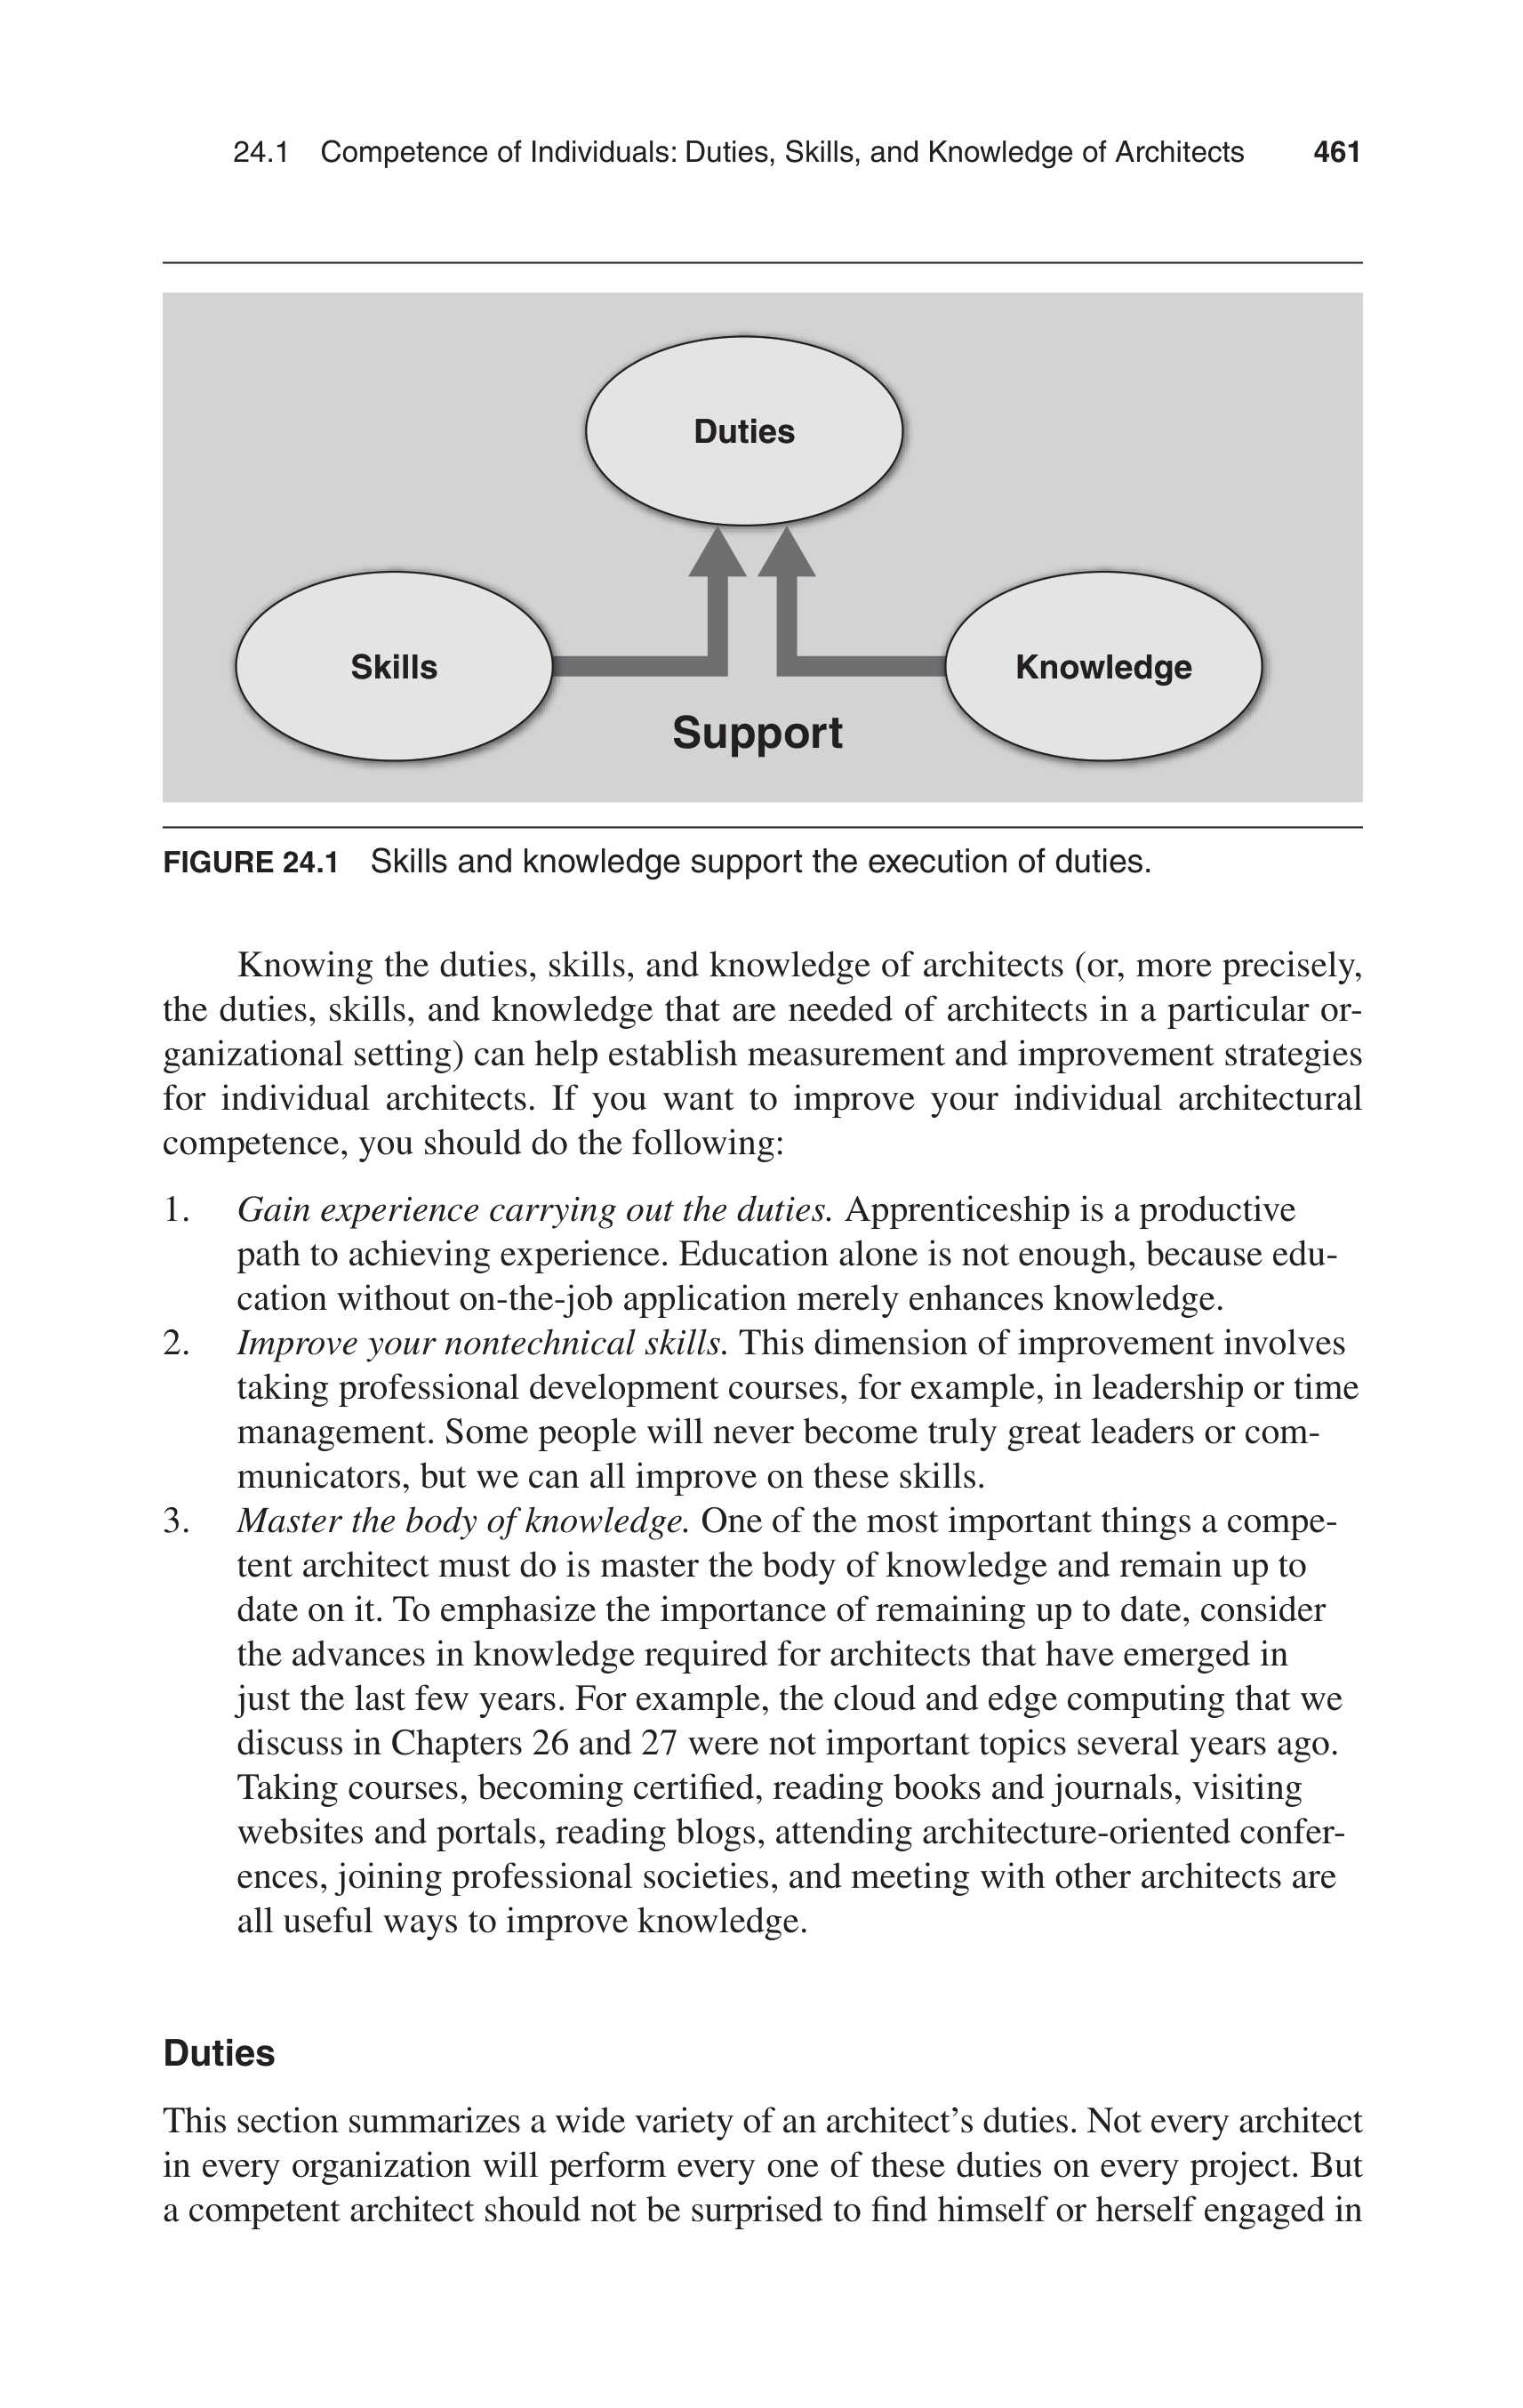 24.1 Competence of Individuals: Duties, Skills, and Knowledge of Architects 461
Duties
Skills
Knowledge
Support
FIGURE 24.1 Skills and knowledge support the execution of duties.
Knowing the duties, skills, and knowledge of architects (or, more precisely,
the duties, skills, and knowledge that are needed of architects in a particular or-
ganizational setting) can help establish measurement and improvement strategies
for individual architects. If you want to improve your individual architectural
competence, you should do the following:
1. Gain experience carrying out the duties. Apprenticeship is a productive
path to achieving experience. Education alone is not enough, because edu-
cation without on-the-job application merely enhances knowledge.
2. Improve your nontechnical skills. This dimension of improvement involves
taking professional development courses, for example, in leadership or time
management. Some people will never become truly great leaders or com-
municators, but we can all improve on these skills.
3. Master the body of knowledge. One of the most important things a compe-
tent architect must do is master the body of knowledge and remain up to
date on it. To emphasize the importance of remaining up to date, consider
the advances in knowledge required for architects that have emerged in
just the last few years. For example, the cloud and edge computing that we
discuss in Chapters 26 and 27 were not important topics several years ago.
Taking courses, becoming certified, reading books and journals, visiting
websites and portals, reading blogs, attending architecture-oriented confer-
ences, joining professional societies, and meeting with other architects are
all useful ways to improve knowledge.
Duties
This section summarizes a wide variety of an architect’s duties. Not every architect
in every organization will perform every one of these duties on every project. But
a competent architect should not be surprised to find himself or herself engaged in